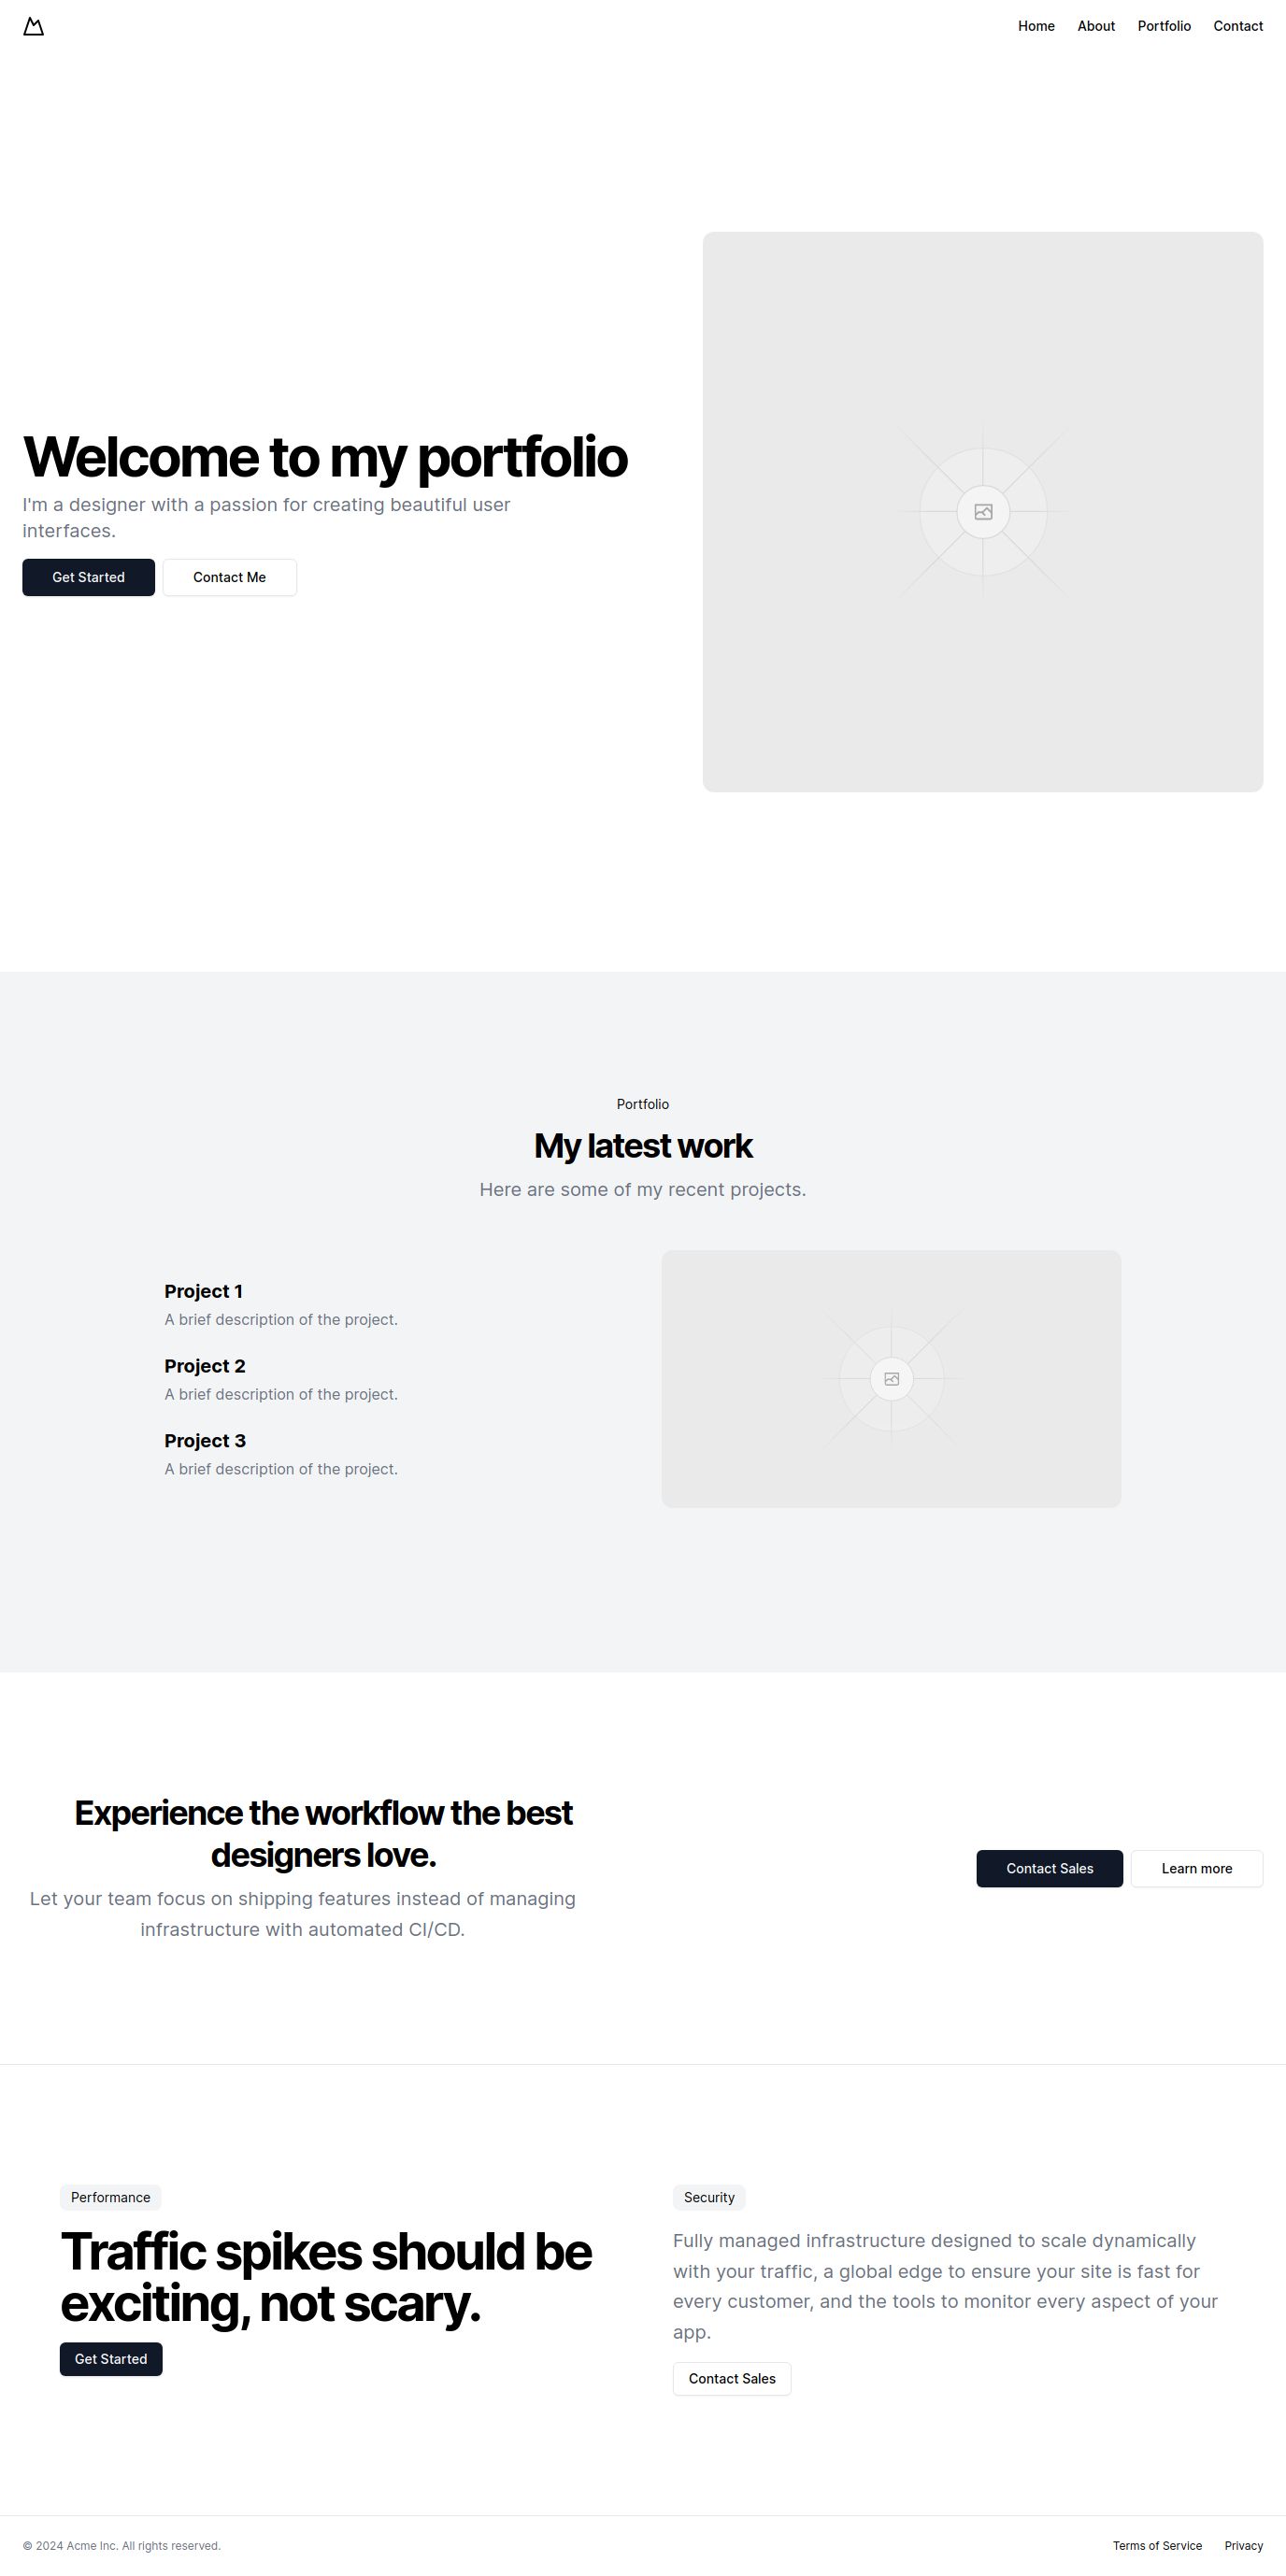 Home About Portfolio Contact
Welcome to my portfolio
I'm a designer with a passion for creating beautiful user
interfaces.
Get Started Contact Me
Portfolio
My latest work
Here are some of my recent projects.
Project 1
A brief description of the project.
Project 2
A brief description of the project.
Project 3
A brief description of the project.
Experience the workflow the best
designers love.
Let your team focus on shipping features instead of managing
infrastructure with automated CI/CD.
Contact Sales Learn more
Performance
Traffic spikes should be
exciting, not scary.
Get Started
Security
Fully managed infrastructure designed to scale dynamically
with your traffic, a global edge to ensure your site is fast for
every customer, and the tools to monitor every aspect of your
app.
Contact Sales
© 2024 Acme Inc. All rights reserved.
Terms of Service Privacy